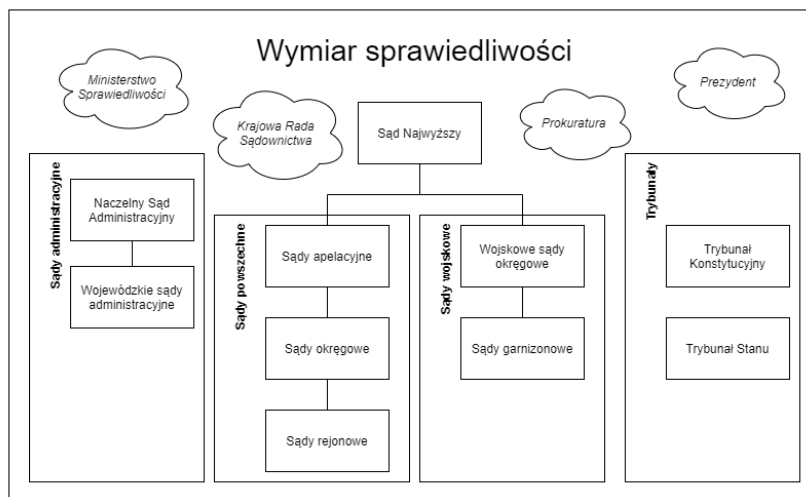 Wymiar sprawiedliwości
Ministerstwo
Sprawiedliwości
Krajowa Rada
Sądownictwa
Sąd Najwyższy
Prokuratura
Prezydent
Sądy administracyjne
Naczelny Sąd
Administracyjny
Wojewódzkie sądy
administracyjne
Sądy powszechne
Sądy apelacyjne
Sądy okręgowe
Sądy rejonowe
Sądy wojskowe
Wojskowe sądy
okręgowe
Sądy garnizonowe
Trybunały
Trybunał
Konstytucyjny
Trybunał Stanu